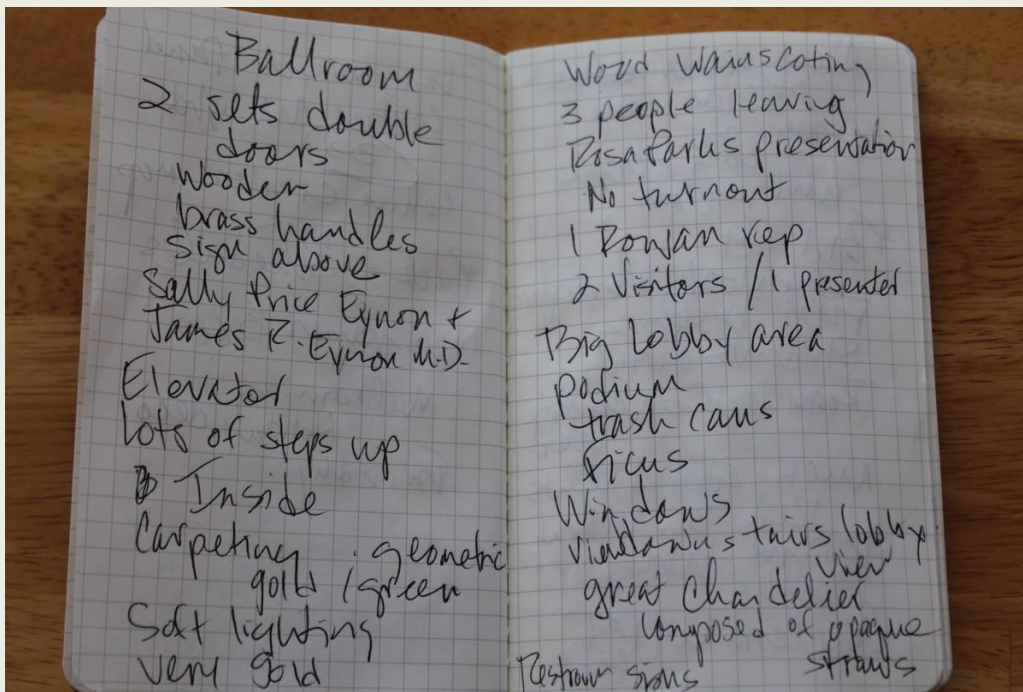 Ballroom
2 sets double
doors
Wooden
brass handles
sign above
Sally Price Eynon +
James R. Eynon M.D.
Elevator
Lots of steps up
Inside
Carpeting . geometric
gold / green
Soft lighting
very gold
Wood Wainscoting
3 people leaving
Rosa Parks presentation
No turnout
1 Rowan rep
2 Visitors / 1 presenter
Big lobby area
podium
trash cans
ficus
Windows
downstairs lobby
view
great chandelier
composed of opaque
straws
Restroom signs